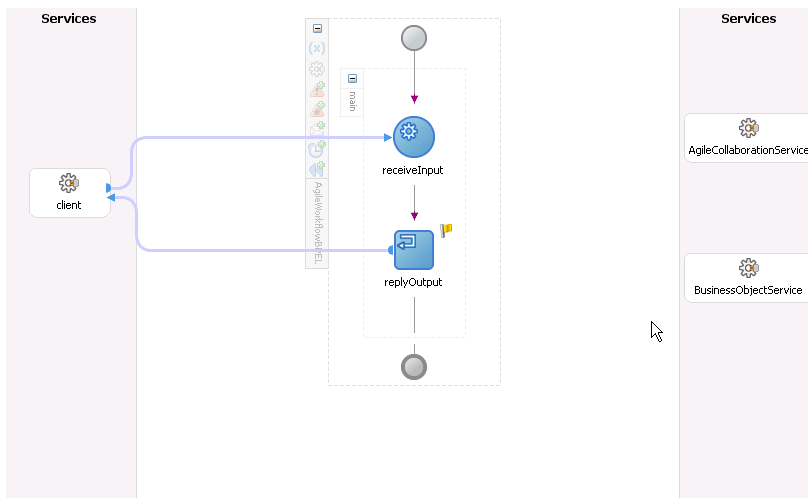 Services
Services
main
receiveInput
AgileCollaborationService
client
AgileWorkflowBPEL
replyOutput
BusinessObjectService